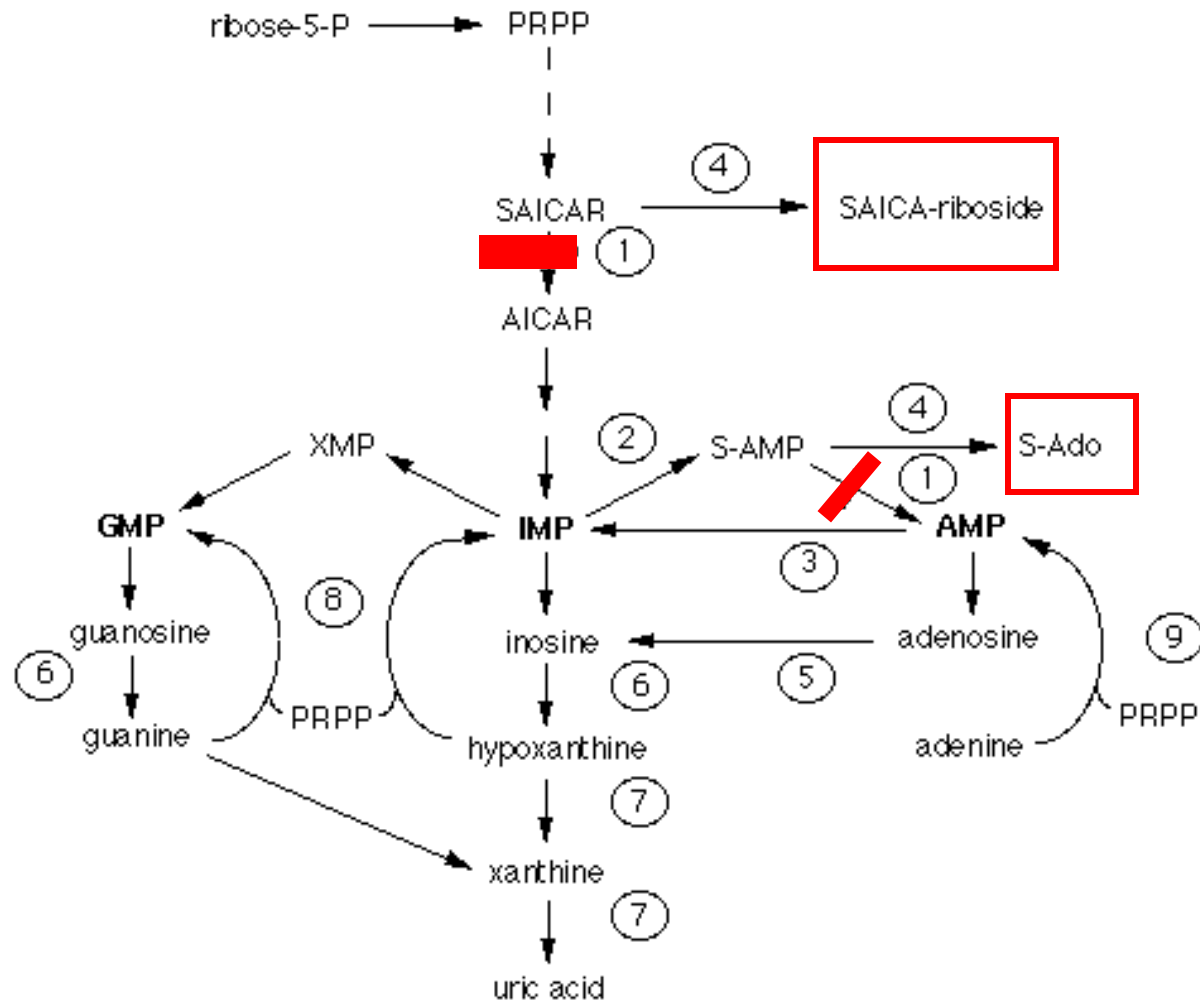 ribose-5-P PRPP
4
SAICAR SAICA-riboside
1
AICAR
4
XMP 2 S-AMP S-Ado
1
GMP IMP AMP
3
8
guanosine inosine adenosine 9
6 6 5
guanine PRPP hypoxanthine adenine PRPP
7
xanthine
7
uric acid